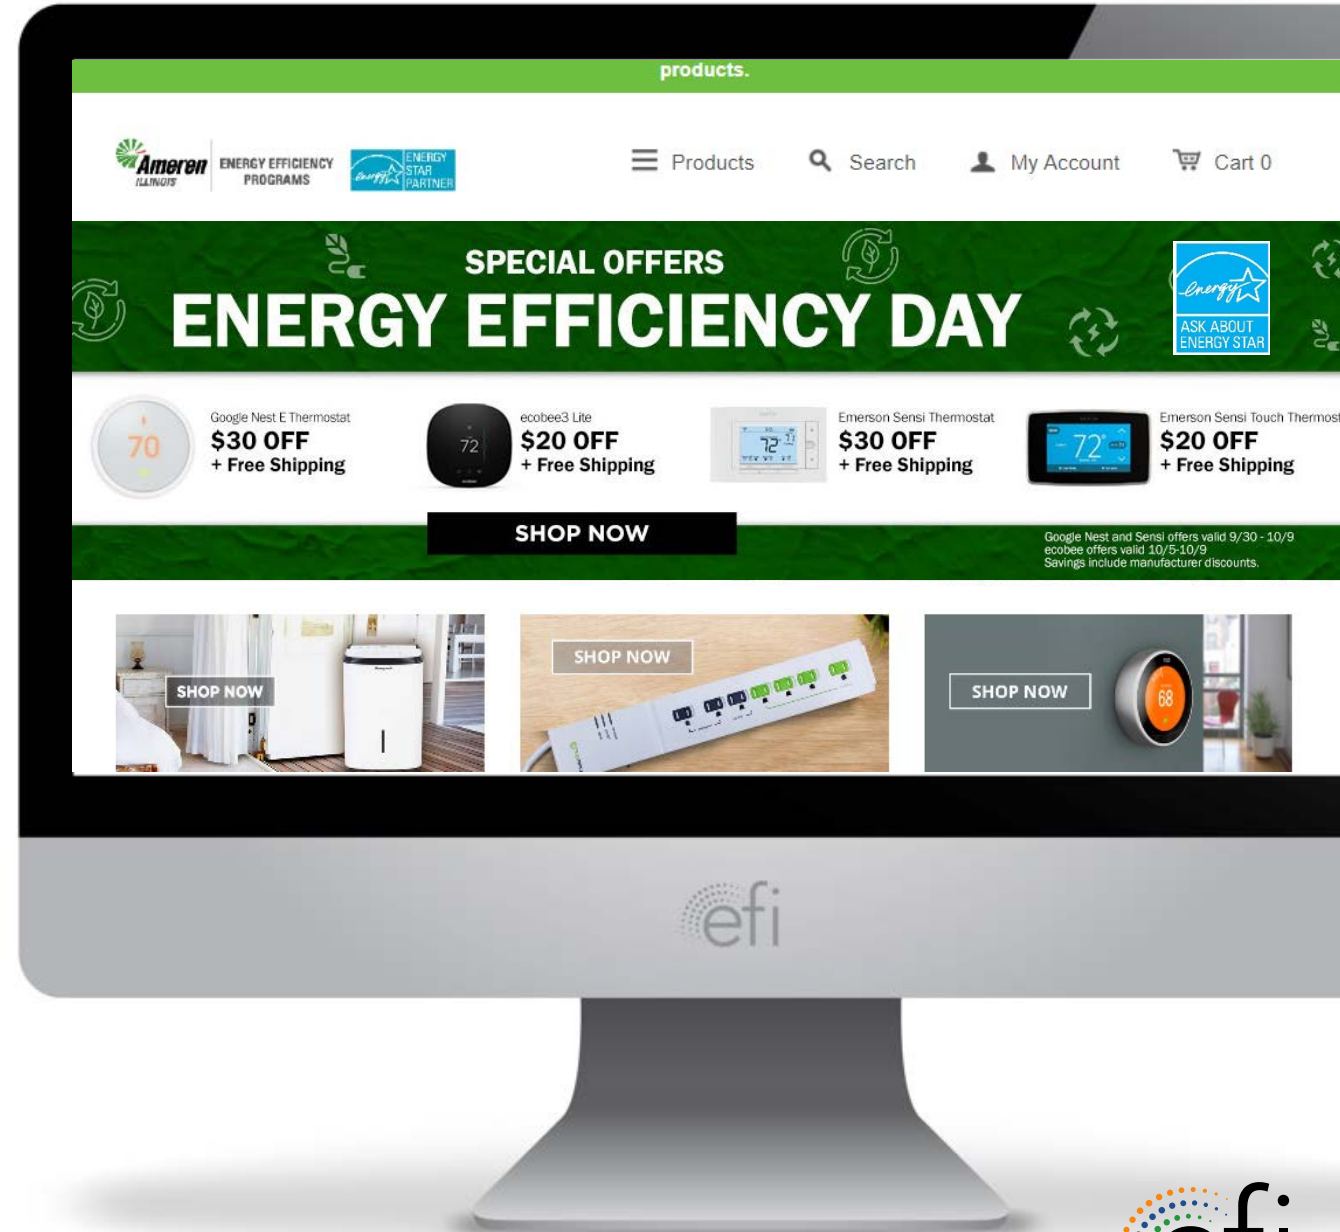 products.
Ameren
ILLINOIS
ENERGY EFFICIENCY
PROGRAMS
energy
ENERGY
STAR
PARTNER
Products
Search
My Account
Cart 0
SPECIAL OFFERS
ENERGY EFFICIENCY DAY
energy
ASK ABOUT
ENERGY STAR
70
Google Nest E Thermostat
$30 OFF
+ Free Shipping
72
ecobee3 Lite
$20 OFF
+ Free Shipping
72
Emerson Sensi Thermostat
$30 OFF
+ Free Shipping
72°
Emerson Sensi Touch Thermost
$20 OFF
+ Free Shipping
SHOP NOW
Google Nest and Sensi offers valid 9/30 - 10/9
ecobee offers valid 10/5-10/9
Savings include manufacturer discounts.
SHOP NOW
SHOP NOW
SHOP NOW
68
efi
efi